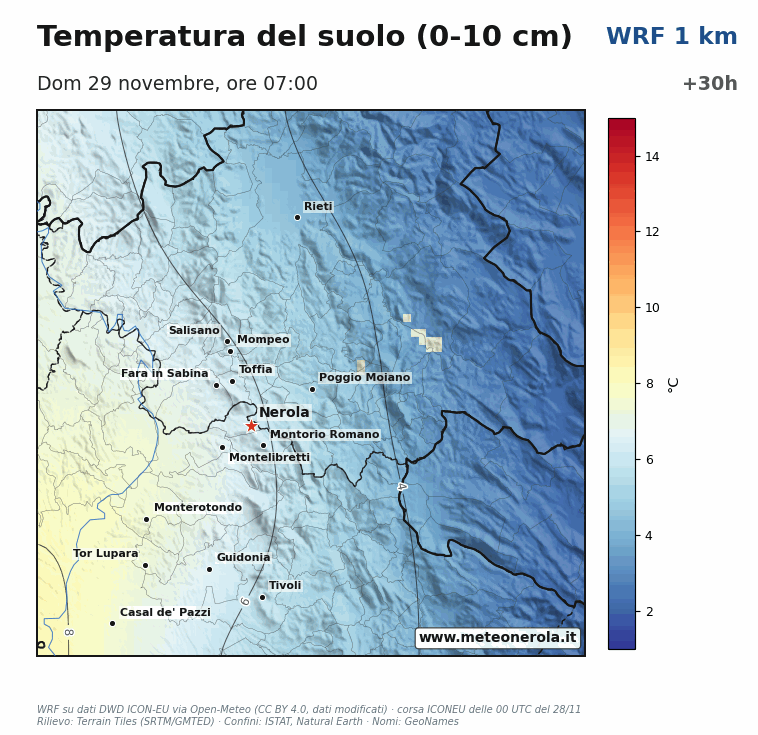 Temperatura del suolo (0-10 cm)
WRF 1 km
Dom 29 novembre, ore 07:00
+30h
Rieti
Salisano
Mompeo
Toffia
Fara in Sabina
Poggio Moiano
Nerola
Montorio Romano
Montelibretti
4
Monterotondo
Tor Lupara
Guidonia
Tivoli
6
Casal de' Pazzi
8
www.meteonerola.it
14
12
10
8
6
4
2
°C
WRF su dati DWD ICON-EU via Open-Meteo (CC BY 4.0, dati modificati) · corsa ICONEU delle 00 UTC del 28/11
Rilievo: Terrain Tiles (SRTM/GMTED) · Confini: ISTAT, Natural Earth · Nomi: GeoNames